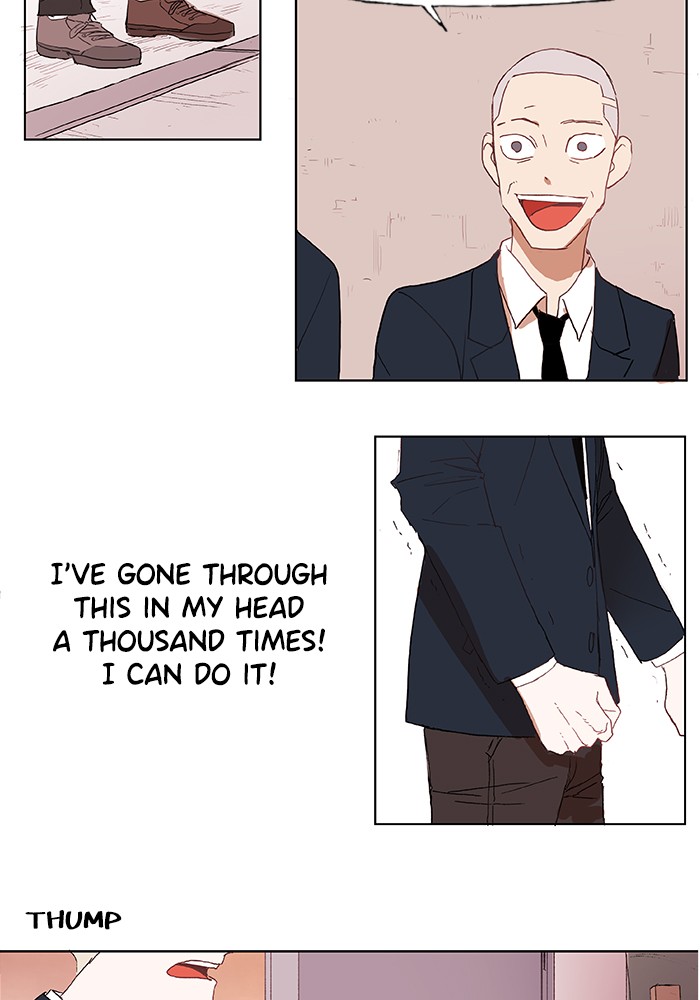 I'VE GONE THROUGH
THIS IN MY HEAD
A THOUSAND TIMES!
I CAN DO IT!
THUMP